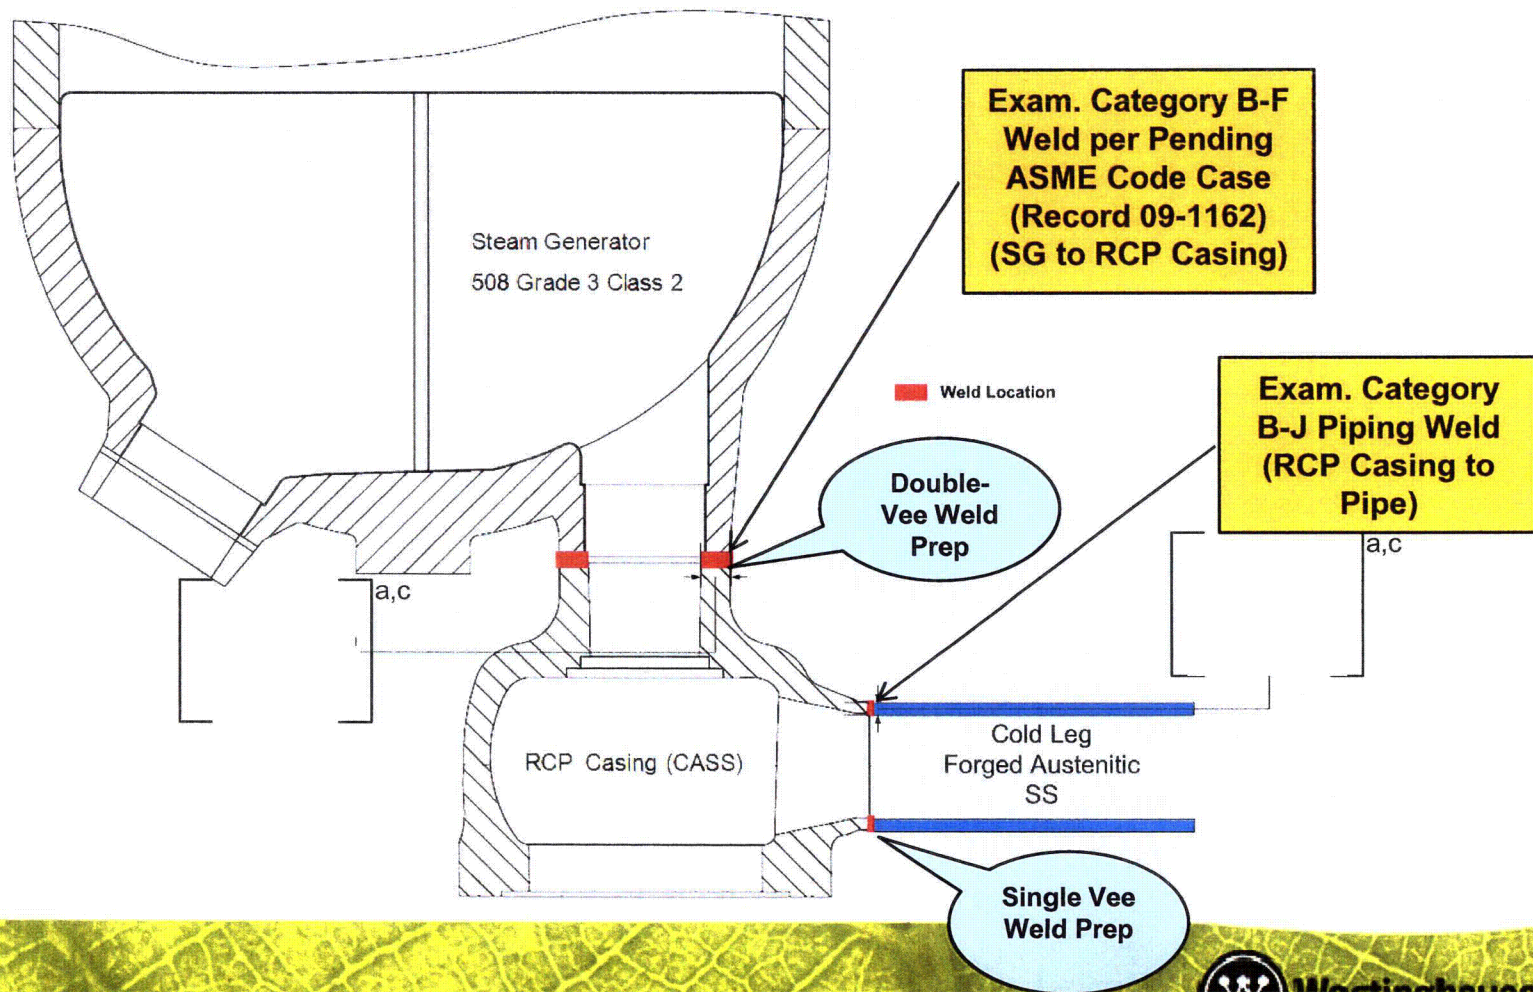 Exam. Category B-F
Weld per Pending
ASME Code Case
(Record 09-1162)
(SG to RCP Casing)
Steam Generator
508 Grade 3 Class 2
Weld Location
Exam. Category
B-J Piping Weld
(RCP Casing to
Pipe)
Double-
Vee Weld
Prep
a,c
a,c
RCP Casing (CASS)
Cold Leg
Forged Austenitic
SS
Single Vee
Weld Prep
Westinghouse